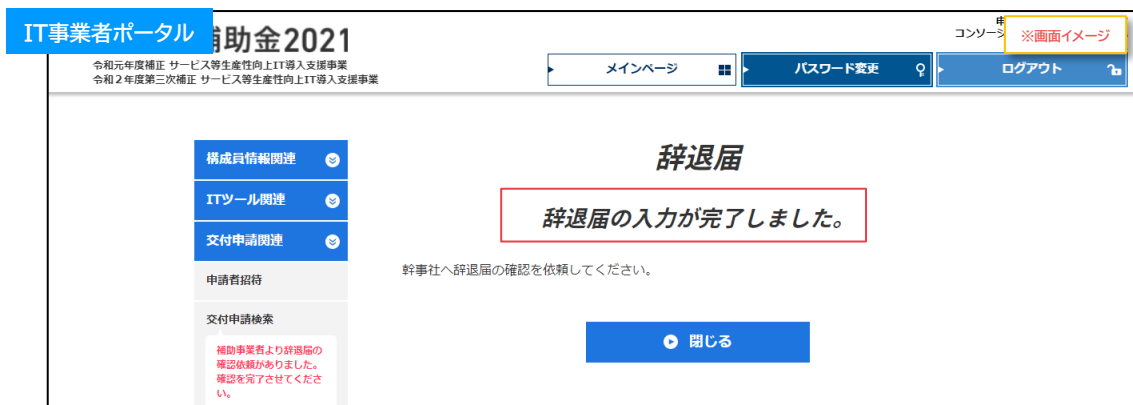 IT事業者ポータル
補助金2021
令和元年度補正 サービス等生産性向上IT導入支援事業
令和2年度第三次補正 サービス等生産性向上IT導入支援事業
コンソーシ
※画面イメージ
メインページ
パスワード変更
ログアウト
構成員情報関連
ITツール関連
交付申請関連
申請者招待
交付申請検索
補助事業者より辞退届の
確認依頼がありました。
確認を完了させてくださ
い。
辞退届
辞退届の入力が完了しました。
幹事社へ辞退届の確認を依頼してください。
閉じる